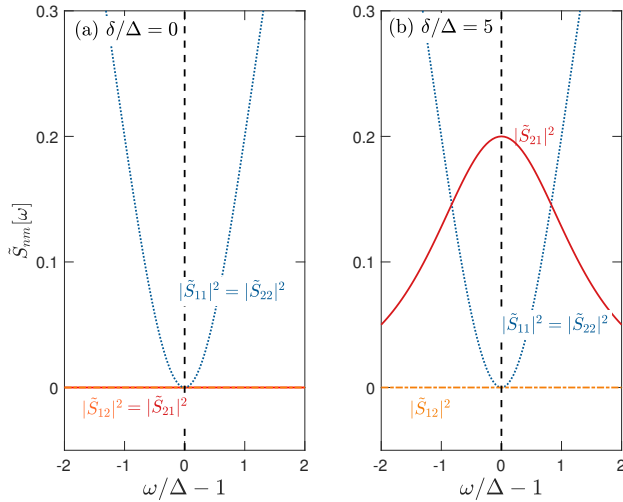 (a) δ/Δ = 0
(b) δ/Δ = 5
S̃ₙₘ[ω]
0.3
0.2
0.1
0
|S̃₁₁|² = |S̃₂₂|²
|S̃₁₂|² = |S̃₂₁|²
-2 -1 0 1 2
ω/Δ − 1
0.3
0.2
0.1
0
|S̃₂₁|²
|S̃₁₁|² = |S̃₂₂|²
|S̃₁₂|²
-2 -1 0 1 2
ω/Δ − 1